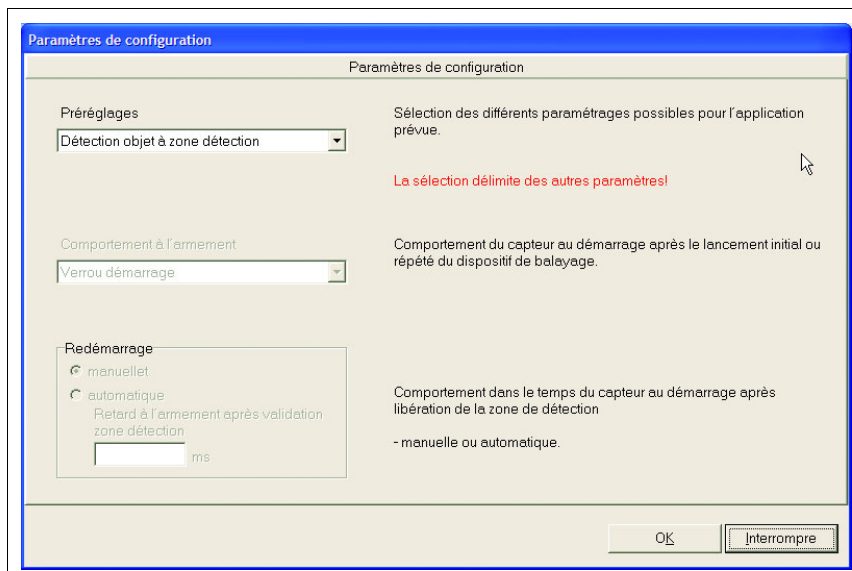 Paramètres de configuration
Paramètres de configuration
Préréglages
Détection objet à zone détection
Sélection des différents paramétrages possibles pour l'application
prévue.
La sélection délimite des autres paramètres!
Comportement à l'armement
Verrou démarrage
Comportement du capteur au démarrage après le lancement initial ou
répété du dispositif de balayage.
Redémarrage
manuellet
automatique
Retard à l'armement après validation
zone détection
ms
Comportement dans le temps du capteur au démarrage après
libération de la zone de détection
- manuelle ou automatique.
OK
Interrompre